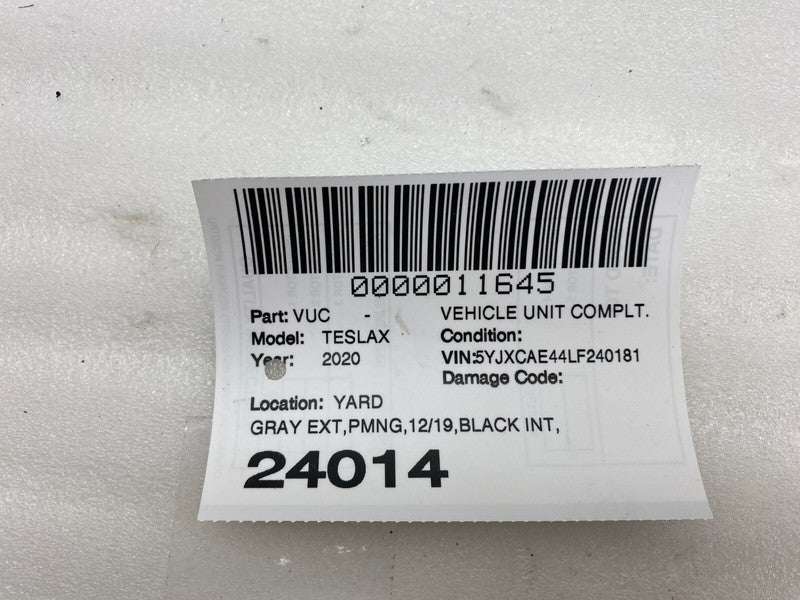 0000011645
Part: VUC - VEHICLE UNIT COMPLT.
Model: TESLAX Condition:
Year: 2020 VIN:5YJXCAE44LF240181
Damage Code:
Location: YARD
GRAY EXT,PMNG,12/19,BLACK INT,
24014